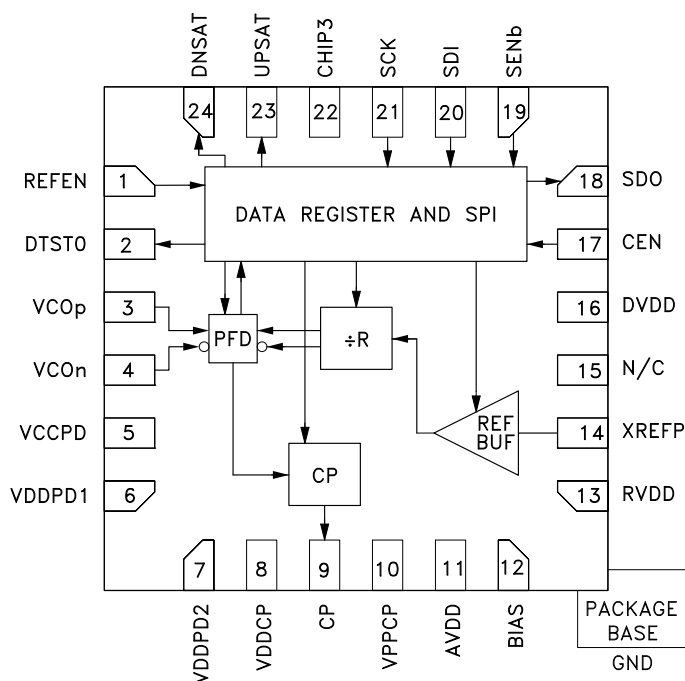 DNSAT
UPSAT
CHIP3
SCK
SDI
SENb
24
23
22
21
20
19
REFEN
1
DATA REGISTER AND SPI
18
SDO
DTST0
2
17
CEN
VCOp
3
PFD
÷R
16
DVDD
VCOn
4
15
N/C
VCCPD
5
REF
BUF
14
XREFP
VDDPD1
6
CP
13
RVDD
7
8
9
10
11
12
VDDPD2
VDDCP
CP
VPPCP
AVDD
BIAS
PACKAGE
BASE
GND